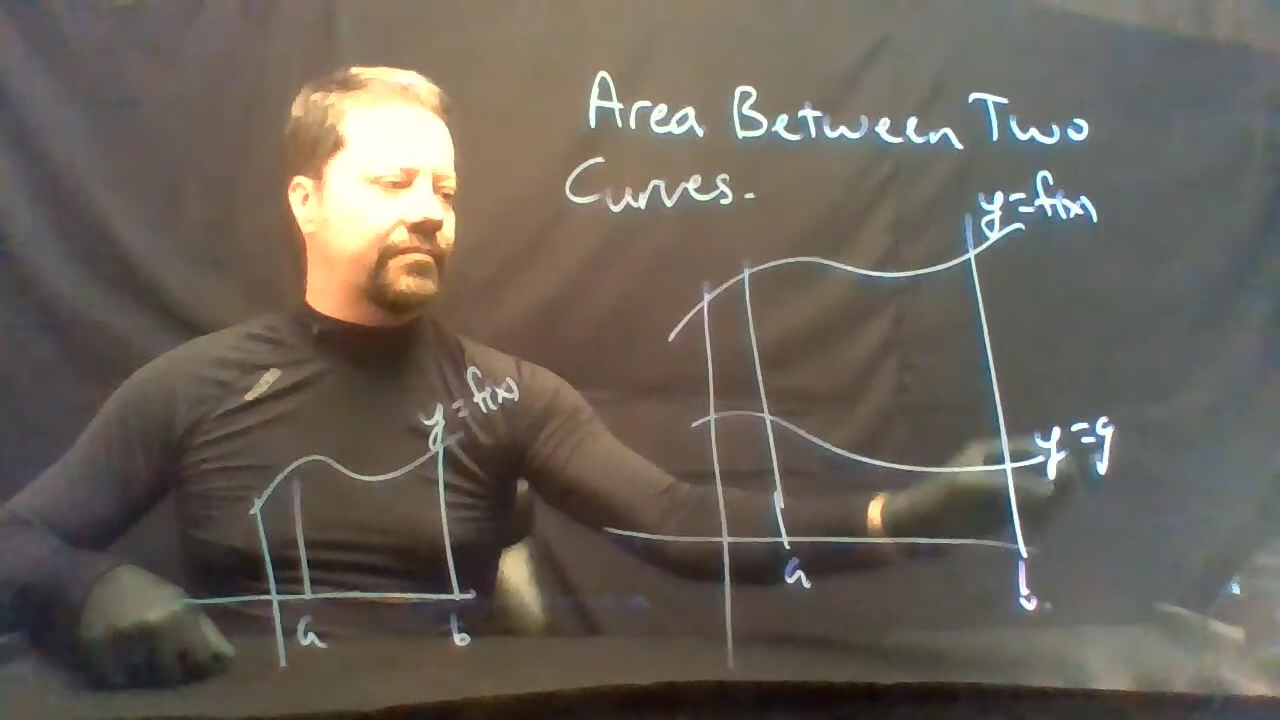 Area Between Two
Curves.
y=f(x)
y=g
a
b
y=f(x)
a
b